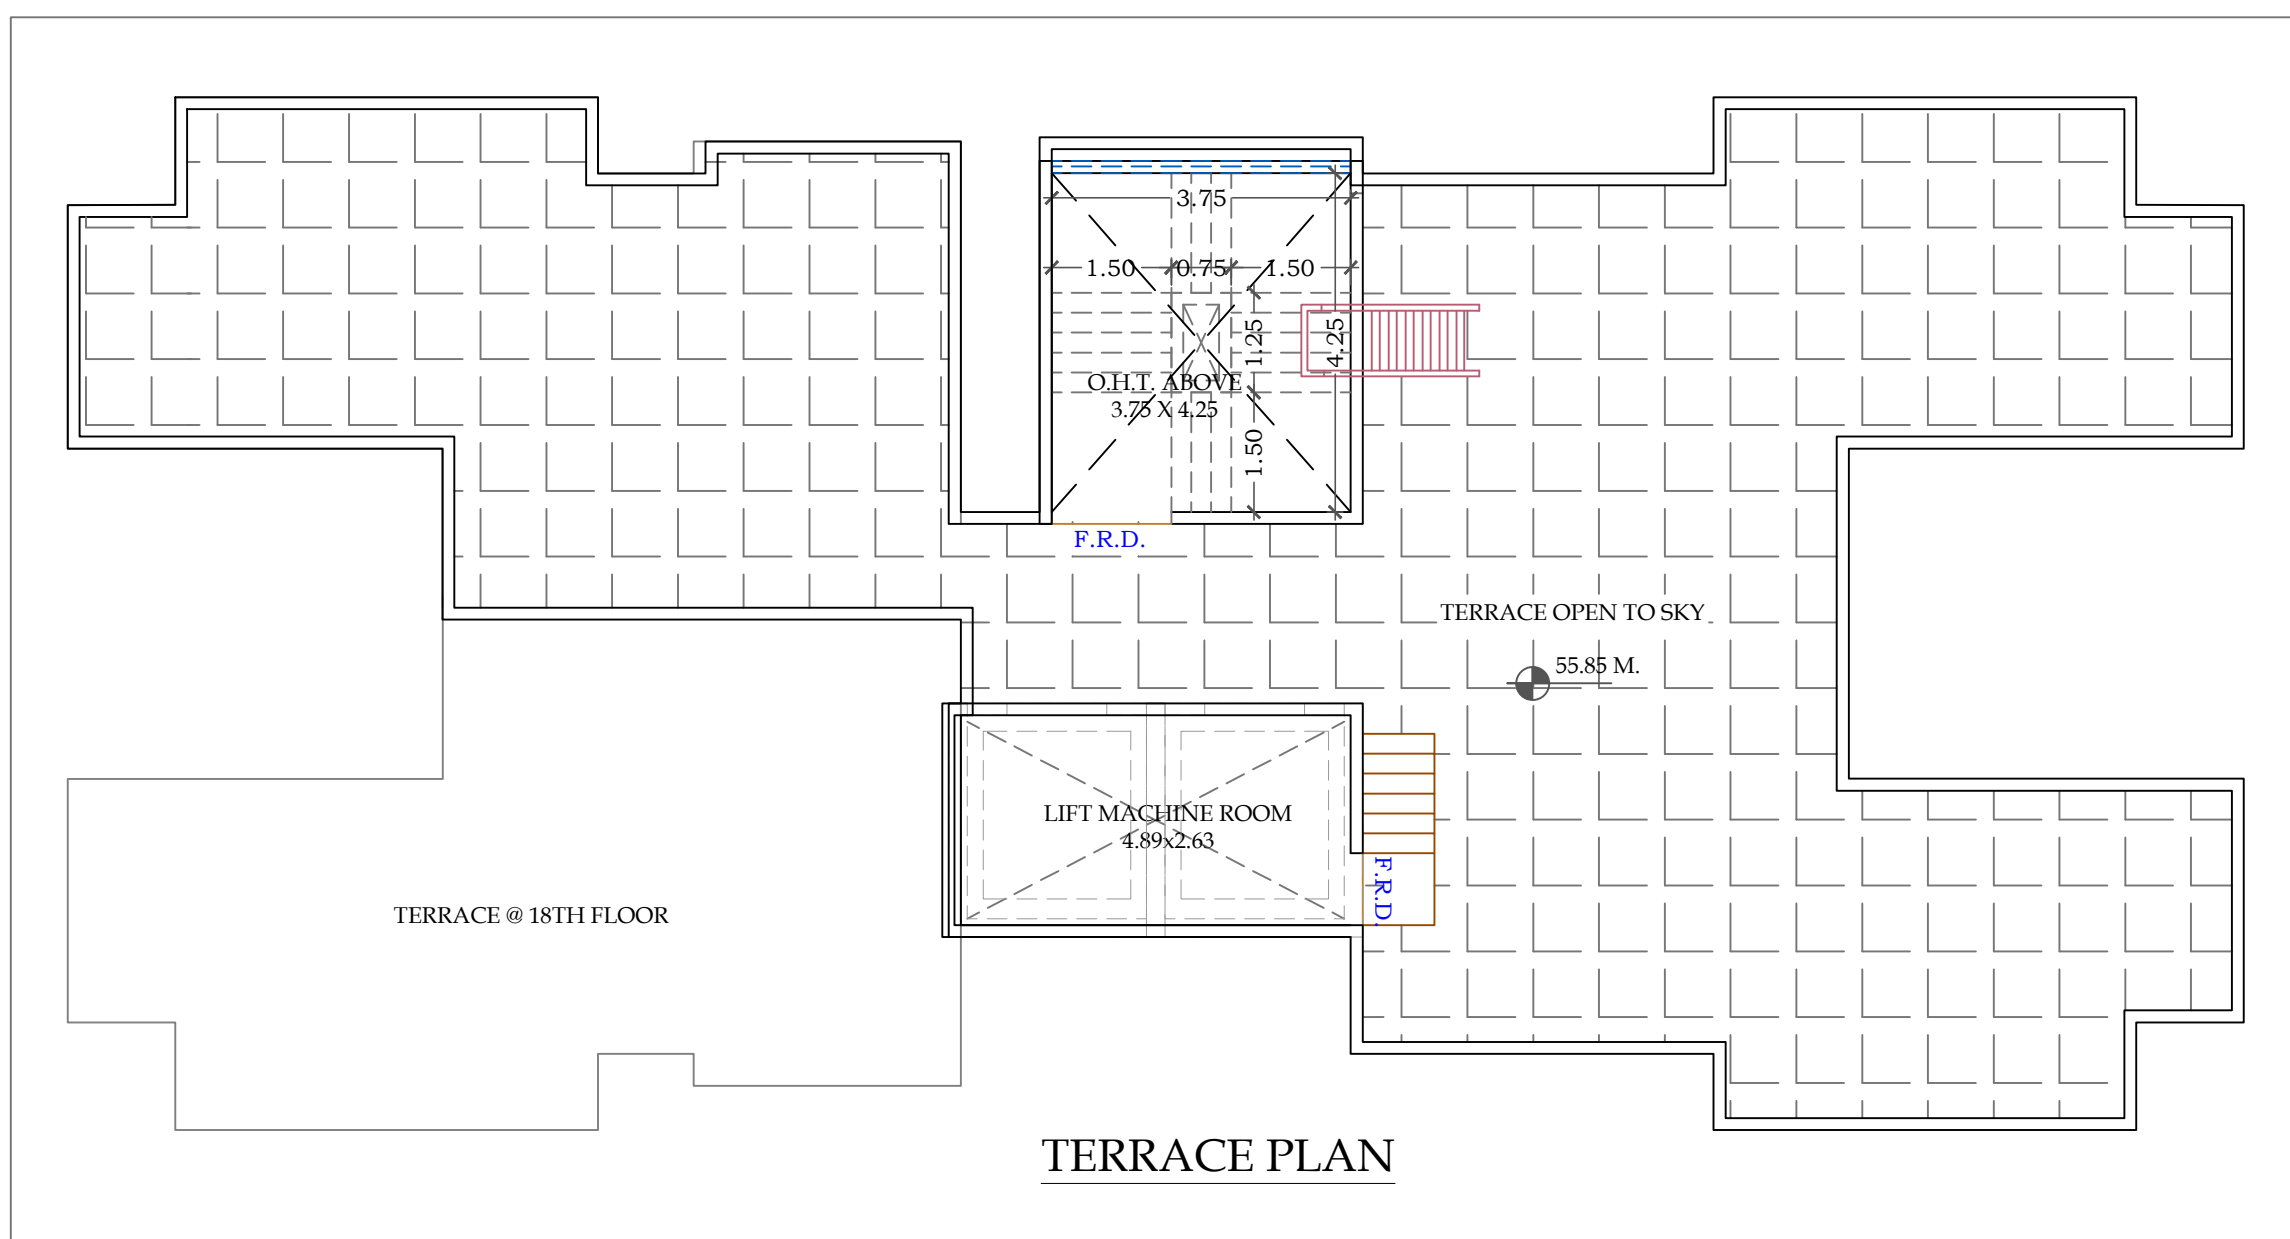 3.75
1.50
0.75
1.50
1.25
4.25
O.H.T. ABOVE
3.75 X 4.25
1.50
F.R.D.
TERRACE OPEN TO SKY
55.85 M.
LIFT MACHINE ROOM
4.89x2.63
F.R.D.
TERRACE @ 18TH FLOOR
TERRACE PLAN